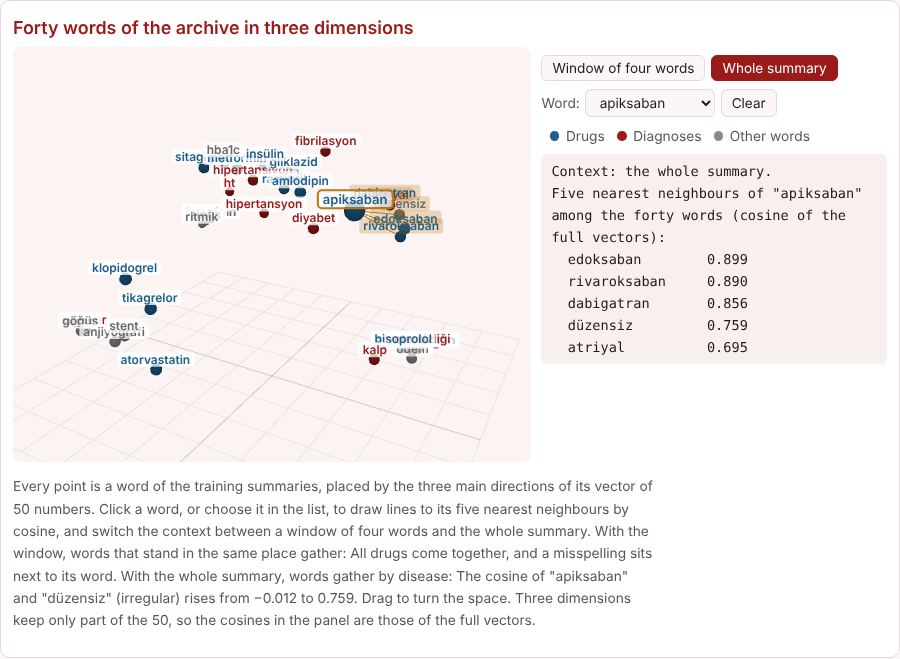 Forty words of the archive in three dimensions
Window of four words
Whole summary
Word: apiksaban Clear
Drugs Diagnoses Other words
Context: the whole summary.
Five nearest neighbours of "apiksaban"
among the forty words (cosine of the
full vectors):
edoksaban 0.899
rivaroksaban 0.890
dabigatran 0.856
düzensiz 0.759
atriyal 0.695
fibrilasyon
hba1c
insülin
gliklazid
hipertansiyon
ht
amlodipin
apiksaban
hipertansyon
diyabet
ritmik
edoksaban
rivaroksaban
klopidogrel
tikagrelor
göğüs
stent
anjiyografi
atorvastatin
bisoprolol
kalp
Every point is a word of the training summaries, placed by the three main directions of its vector of
50 numbers. Click a word, or choose it in the list, to draw lines to its five nearest neighbours by
cosine, and switch the context between a window of four words and the whole summary. With the
window, words that stand in the same place gather: All drugs come together, and a misspelling sits
next to its word. With the whole summary, words gather by disease: The cosine of "apiksaban"
and "düzensiz" (irregular) rises from −0.012 to 0.759. Drag to turn the space. Three dimensions
keep only part of the 50, so the cosines in the panel are those of the full vectors.